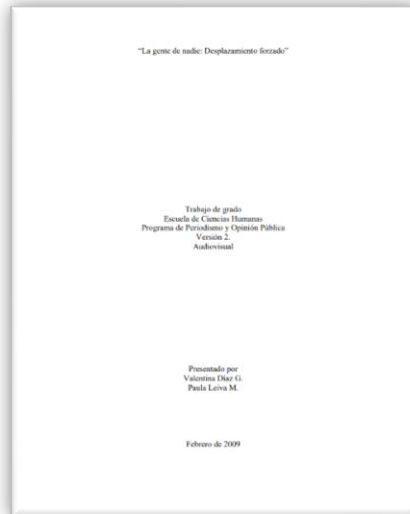 “La gente de nadie: Desplazamiento forzado”
Trabajo de grado
Escuela de Ciencias Humanas
Programa de Periodismo y Opinión Pública
Versión 2.
Audiovisual
Presentado por
Valentina Díaz G.
Paula Leiva M.
Febrero de 2009